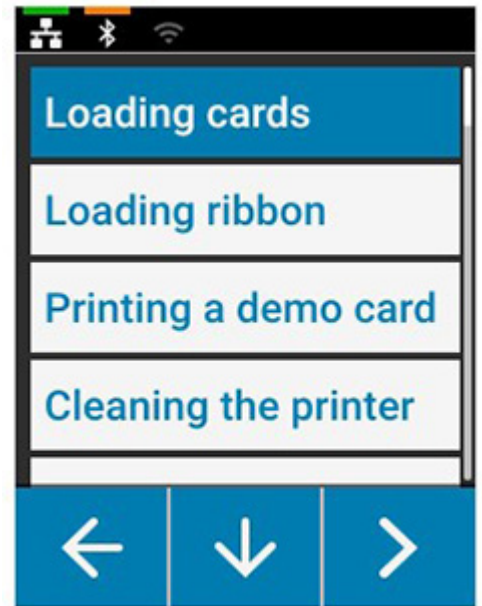 Loading cards
Loading ribbon
Printing a demo card
Cleaning the printer